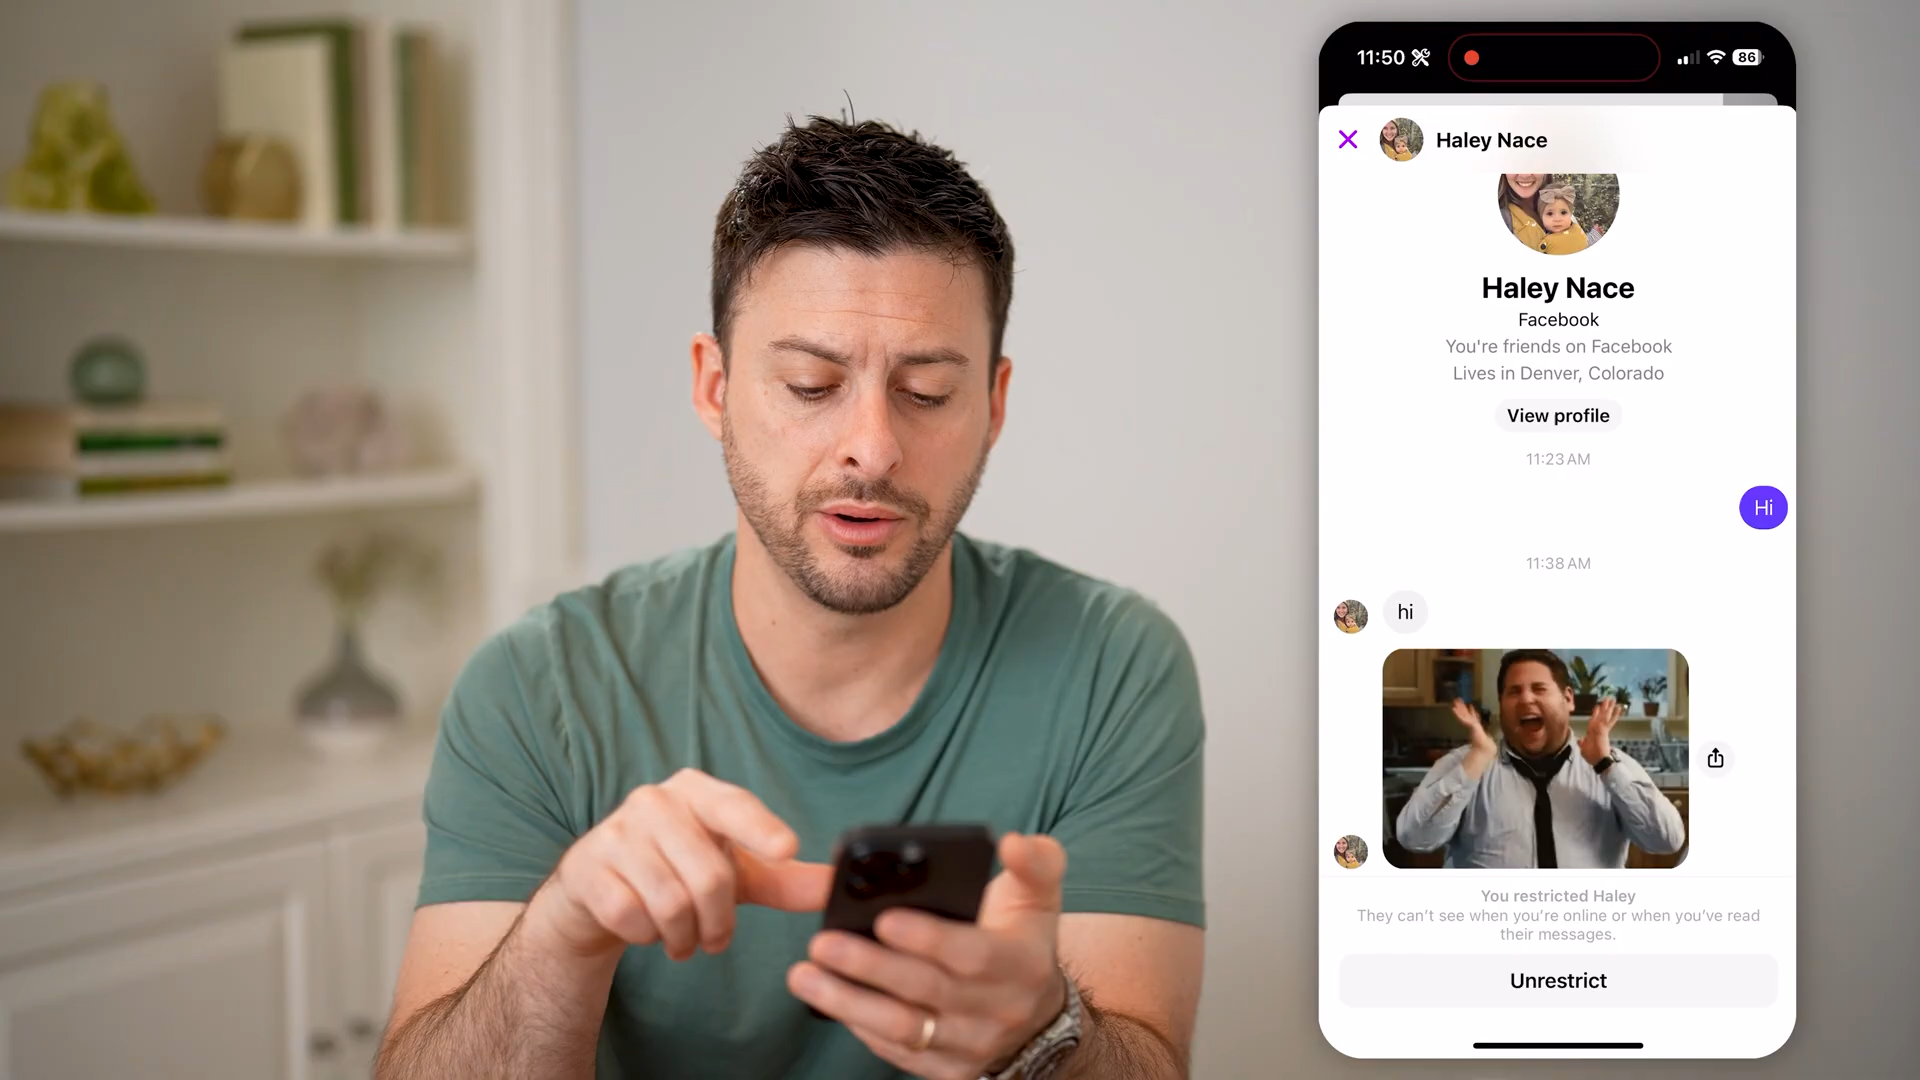 11:50
86
Haley Nace
Haley Nace
Facebook
You're friends on Facebook
Lives in Denver, Colorado
View profile
11:23 AM
Hi
11:38 AM
hi
You restricted Haley
They can't see when you're online or when you've read
their messages.
Unrestrict